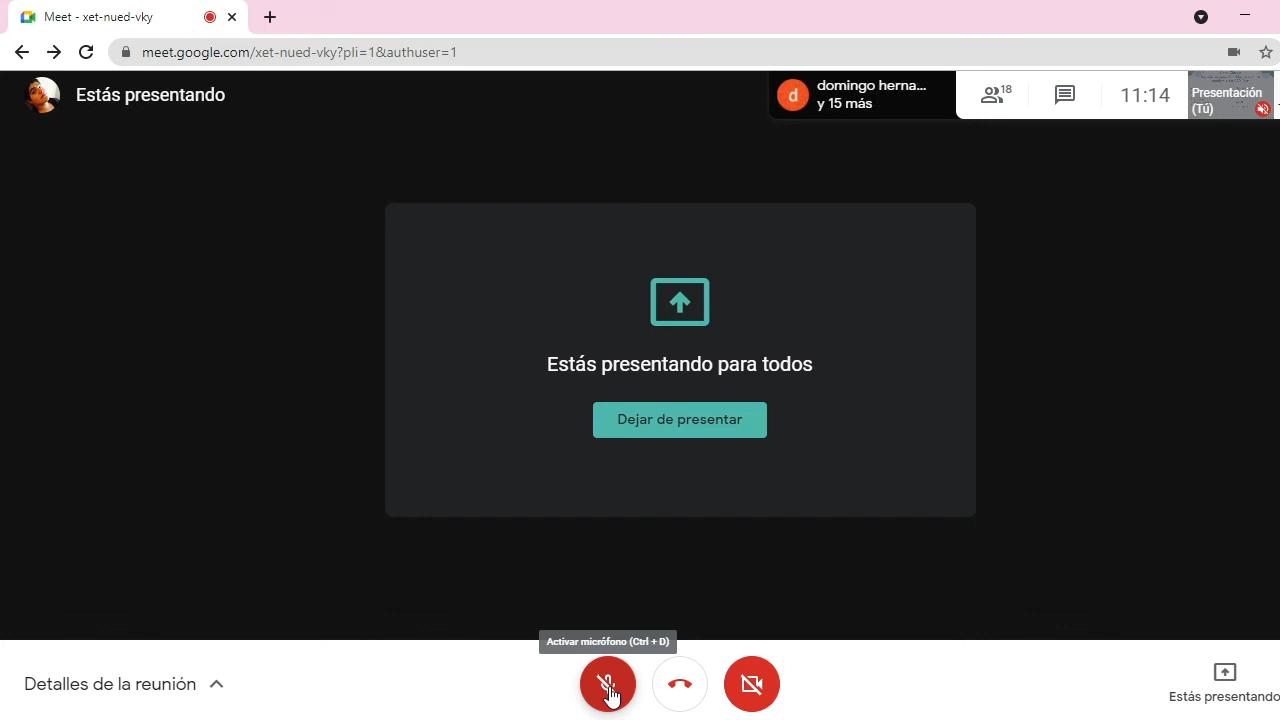 Meet - xet-nued-vky
meet.google.com/xet-nued-vky?pli=1&authuser=1
Estás presentando
d
domingo herna...
y 15 más
18
11:14
Presentación
(Tú)
Estás presentando para todos
Dejar de presentar
Activar micrófono (Ctrl + D)
Detalles de la reunión
Estás presentando